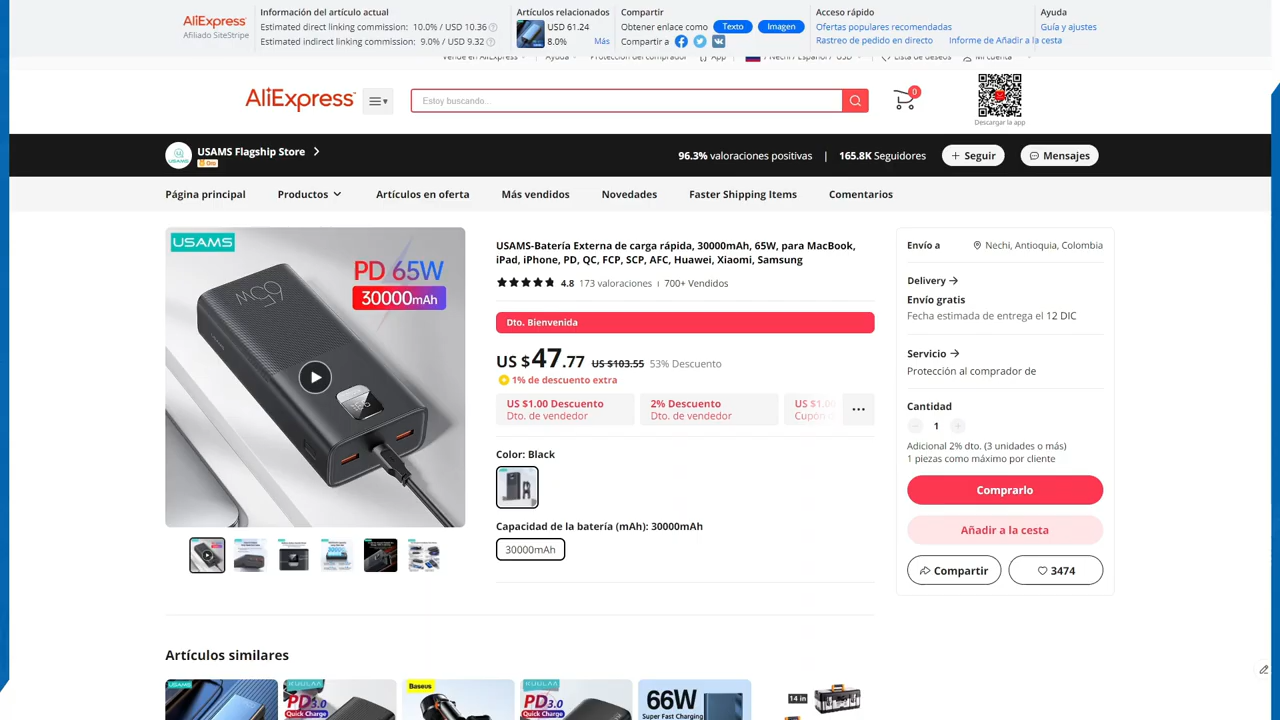 AliExpress
Afiliado SiteStripe
Información del artículo actual
Estimated direct linking commission: 10.0% / USD 10.36
Estimated indirect linking commission: 9.0% / USD 9.32
Artículos relacionados
USD 61.24
8.0%
Más
Compartir
Obtener enlace como
Texto
Imagen
Compartir a
Acceso rápido
Ofertas populares recomendadas
Rastreo de pedido en directo
Informe de Añadir a la cesta
Ayuda
Guía y ajustes
Vende en AliExpress
Ayuda
Protección del comprador
App
/ Nechi / Español / USD
Lista de deseos
Mi cuenta
AliExpress
Estoy buscando...
0
Descargar la app
USAMS Flagship Store
Oro
96.3% valoraciones positivas | 165.8K Seguidores
+ Seguir
Mensajes
Página principal
Productos
Artículos en oferta
Más vendidos
Novedades
Faster Shipping Items
Comentarios
USAMS
PD 65W
30000mAh
65W
USAMS-Batería Externa de carga rápida, 30000mAh, 65W, para MacBook,
iPad, iPhone, PD, QC, FCP, SCP, AFC, Huawei, Xiaomi, Samsung
4.8 173 valoraciones | 700+ Vendidos
Dto. Bienvenida
US $47.77 US $103.55 53% Descuento
1% de descuento extra
US $1.00 Descuento
Dto. de vendedor
2% Descuento
Dto. de vendedor
US $1.00
...
Color: Black
Capacidad de la batería (mAh): 30000mAh
30000mAh
Envío a
Nechi, Antioquia, Colombia
Delivery
Envío gratis
Fecha estimada de entrega el 12 DIC
Servicio
Protección al comprador de
Cantidad
- 1 +
Adicional 2% dto. (3 unidades o más)
1 piezas como máximo por cliente
Comprarlo
Añadir a la cesta
Compartir
3474
Artículos similares
USAMS
PD3.0
Quick Charge
Baseus
PD3.0
Quick Charge
66W
Super Fast Charging
14 in